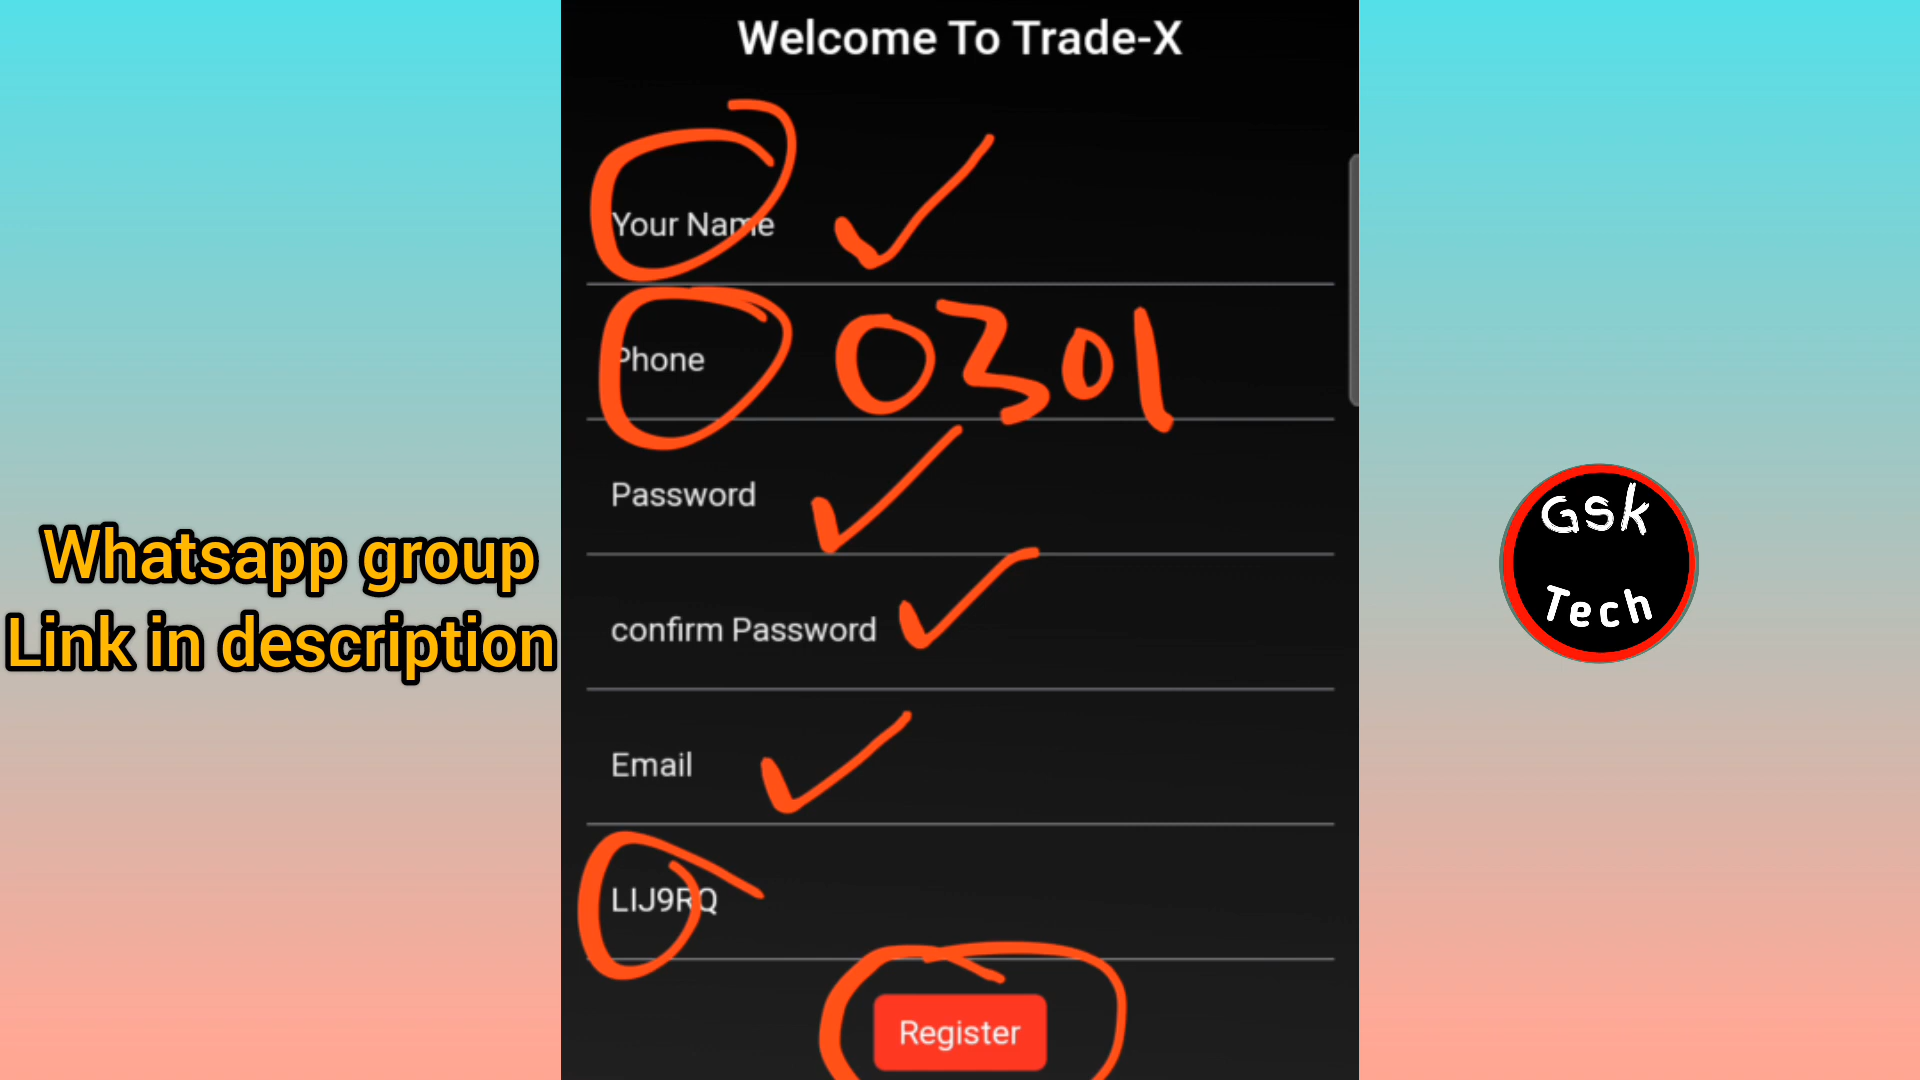 Welcome To Trade-X
Your Name
Phone 0301
Password
confirm Password
Email
LIJ9RQ
Register
Whatsapp group
Link in description
Gsk
Tech